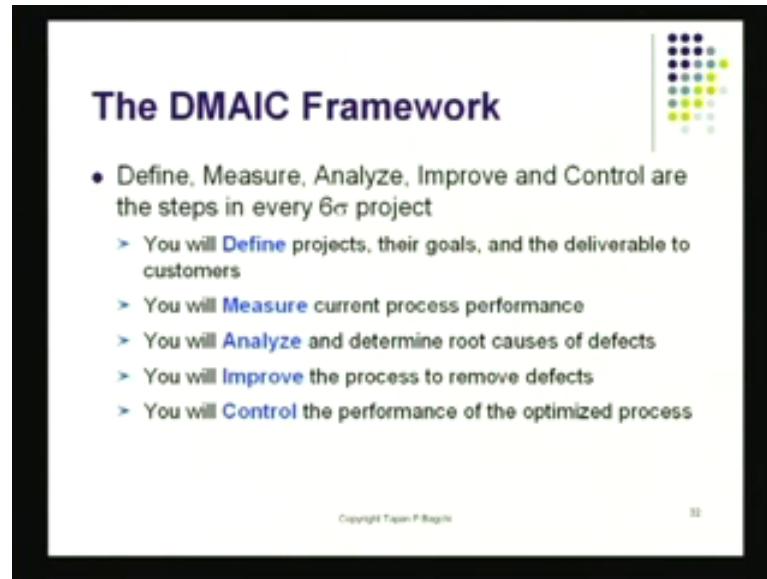 The DMAIC Framework
● Define, Measure, Analyze, Improve and Control are
the steps in every 6σ project
➢ You will Define projects, their goals, and the deliverable to
customers
➢ You will Measure current process performance
➢ You will Analyze and determine root causes of defects
➢ You will Improve the process to remove defects
➢ You will Control the performance of the optimized process
Copyright Tapan P Bagchi
32